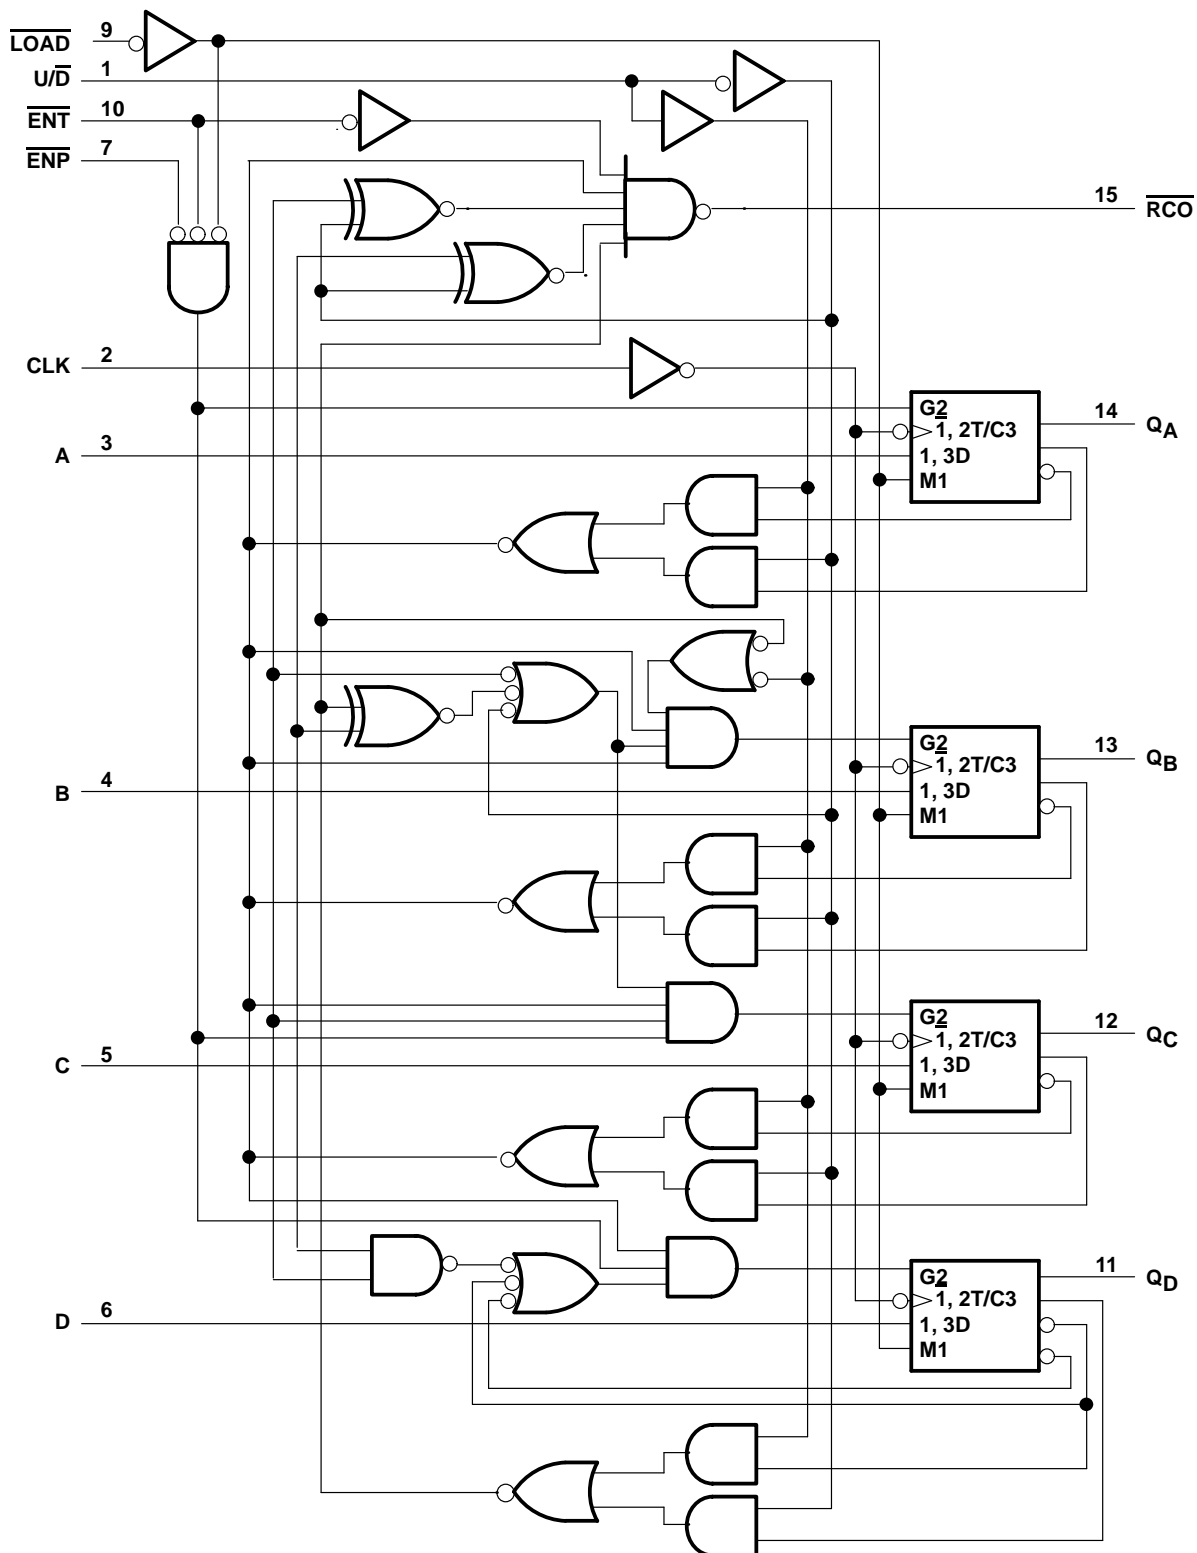 LOAD 9
U/D 1
ENT 10
ENP 7
15 RCO
CLK 2
G2
1, 2T/C3
1, 3D
M1
14 QA
A 3
G2
1, 2T/C3
1, 3D
M1
13 QB
B 4
G2
1, 2T/C3
1, 3D
M1
12 QC
C 5
G2
1, 2T/C3
1, 3D
M1
11 QD
D 6